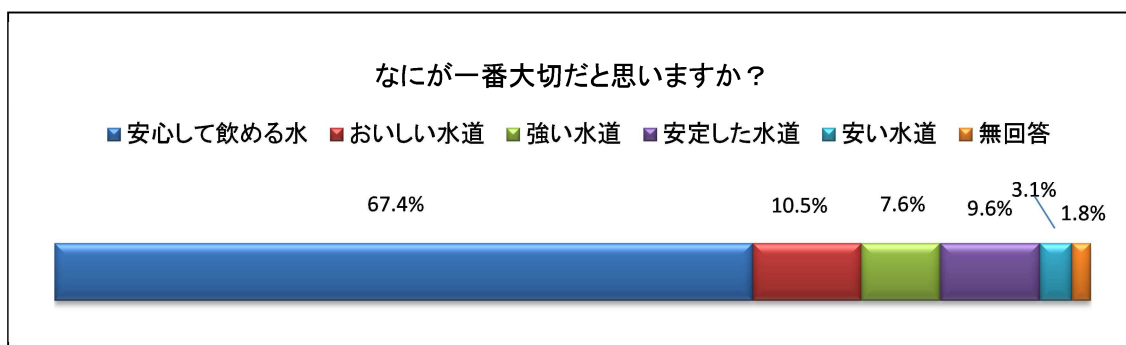 なにが一番大切だと思いますか？
安心して飲める水 おいしい水道 強い水道 安定した水道 安い水道 無回答
67.4% 10.5% 7.6% 9.6% 3.1% 1.8%